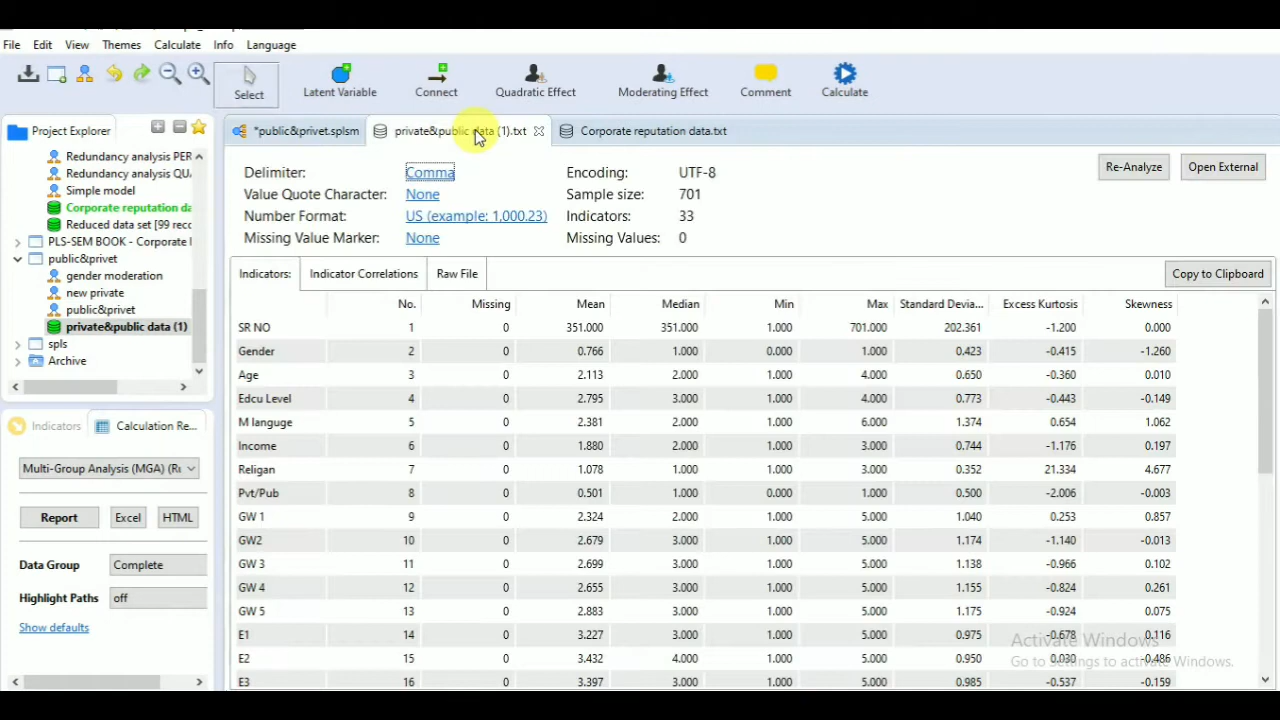 File Edit View Themes Calculate Info Language
Select Latent Variable Connect Quadratic Effect Moderating Effect Comment Calculate
Project Explorer
*public&privet.splsm private&public data (1).txt Corporate reputation data.txt
Redundancy analysis PER
Redundancy analysis QU
Simple model
Corporate reputation da
Reduced data set [99 recc
PLS-SEM BOOK - Corporate
public&privet
gender moderation
new private
public&privet
private&public data (1)
spls
Archive
Indicators Calculation Re...
Multi-Group Analysis (MGA) (R
Report Excel HTML
Data Group Complete
Highlight Paths off
Show defaults
Delimiter: Comma Encoding: UTF-8 Re-Analyze Open External
Value Quote Character: None Sample size: 701
Number Format: US (example: 1,000.23) Indicators: 33
Missing Value Marker: None Missing Values: 0
Indicators: Indicator Correlations Raw File Copy to Clipboard
No. Missing Mean Median Min Max Standard Devia... Excess Kurtosis Skewness
SR NO 1 0 351.000 351.000 1.000 701.000 202.361 -1.200 0.000
Gender 2 0 0.766 1.000 0.000 1.000 0.423 -0.415 -1.260
Age 3 0 2.113 2.000 1.000 4.000 0.650 -0.360 0.010
Edcu Level 4 0 2.795 3.000 1.000 4.000 0.773 -0.443 -0.149
M languge 5 0 2.381 2.000 1.000 6.000 1.374 0.654 1.062
Income 6 0 1.880 2.000 1.000 3.000 0.744 -1.176 0.197
Religan 7 0 1.078 1.000 1.000 3.000 0.352 21.334 4.677
Pvt/Pub 8 0 0.501 1.000 0.000 1.000 0.500 -2.006 -0.003
GW 1 9 0 2.324 2.000 1.000 5.000 1.040 0.253 0.857
GW2 10 0 2.679 3.000 1.000 5.000 1.174 -1.140 -0.013
GW 3 11 0 2.699 3.000 1.000 5.000 1.138 -0.966 0.102
GW 4 12 0 2.655 3.000 1.000 5.000 1.155 -0.824 0.261
GW 5 13 0 2.883 3.000 1.000 5.000 1.175 -0.924 0.075
E1 14 0 3.227 3.000 1.000 5.000 0.975 -0.678 0.116
E2 15 0 3.432 4.000 1.000 5.000 0.950 0.030 -0.486
E3 16 0 3.397 3.000 1.000 5.000 0.985 -0.537 -0.159
Activate Windows
Go to Settings to activate Windows.